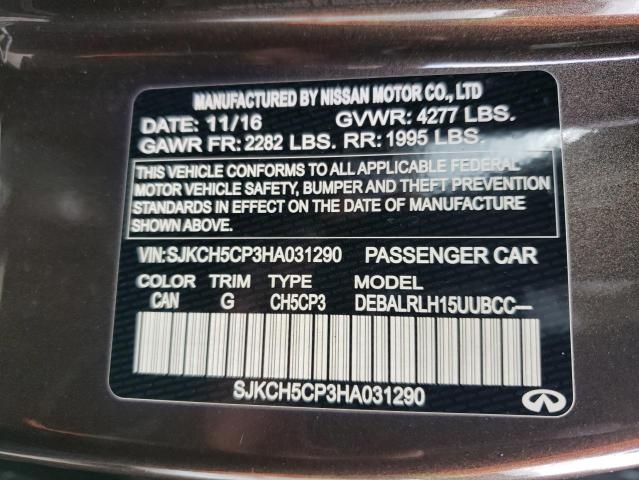 MANUFACTURED BY NISSAN MOTOR CO., LTD
DATE: 11/16 GVWR: 4277 LBS.
GAWR FR: 2282 LBS. RR: 1995 LBS.
THIS VEHICLE CONFORMS TO ALL APPLICABLE FEDERAL
MOTOR VEHICLE SAFETY, BUMPER AND THEFT PREVENTION
STANDARDS IN EFFECT ON THE DATE OF MANUFACTURE
SHOWN ABOVE.
VIN:SJKCH5CP3HA031290 PASSENGER CAR
COLOR TRIM TYPE MODEL
CAN G CH5CP3 DEBALRLH15UUBCC—
SJKCH5CP3HA031290